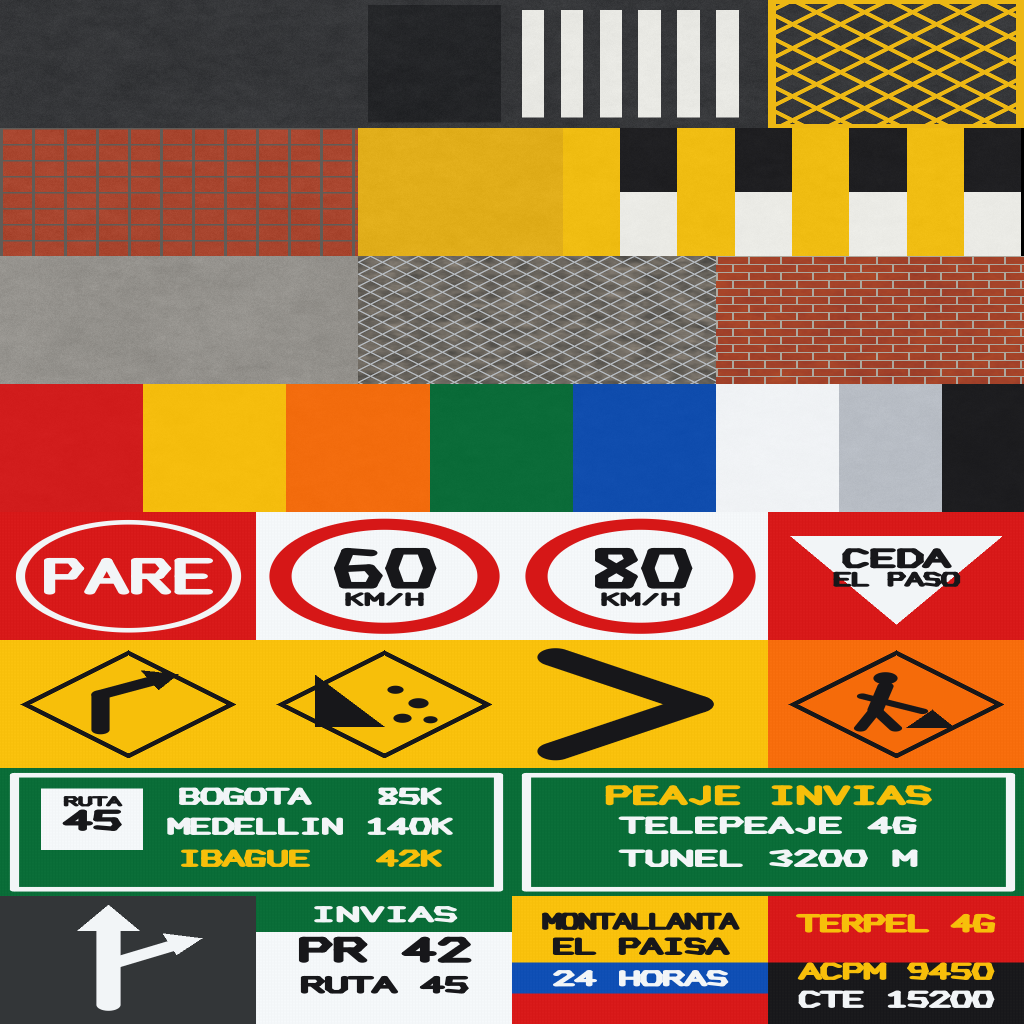 PARE
60
KM/H
80
KM/H
CEDA
EL PASO
RUTA
45
BOGOTA 85K
MEDELLIN 140K
IBAGUE 42K
PEAJE INVIAS
TELEPEAJE 4G
TUNEL 3200 M
INVIAS
PR 42
RUTA 45
MONTALLANTA
EL PAISA
24 HORAS
TERPEL 4G
ACPM 9450
CTE 15200